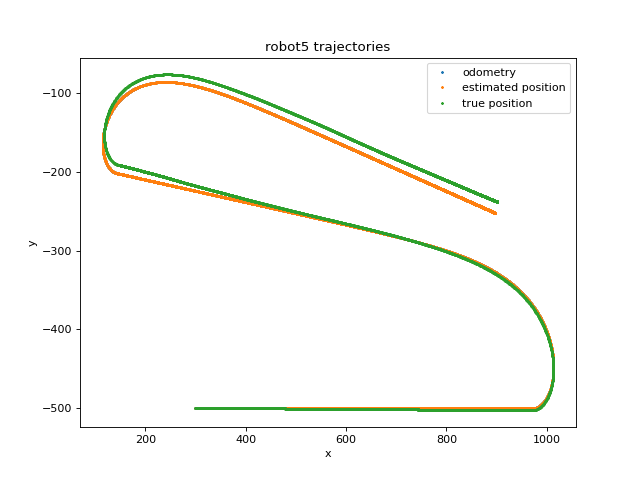 robot5 trajectories
odometry
estimated position
true position
−100
−200
−300
−400
−500
y
200 400 600 800 1000
x